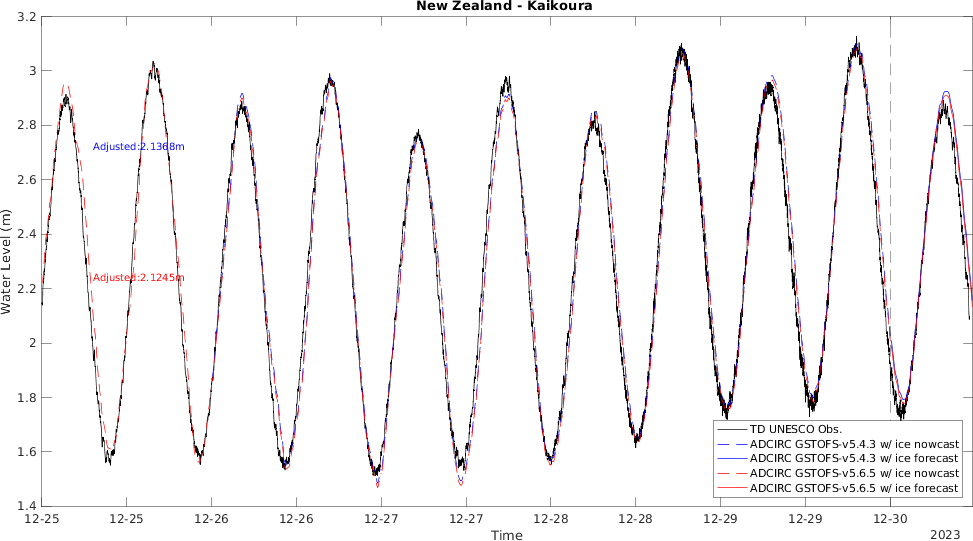 New Zealand - Kaikoura
3.2
3
2.8
2.6
2.4
2.2
2
1.8
1.6
1.4
Water Level (m)
Adjusted:2.1368m
Adjusted:2.1245m
TD UNESCO Obs.
ADCIRC GSTOFS-v5.4.3 w/ ice nowcast
ADCIRC GSTOFS-v5.4.3 w/ ice forecast
ADCIRC GSTOFS-v5.6.5 w/ ice nowcast
ADCIRC GSTOFS-v5.6.5 w/ ice forecast
12-25 12-25 12-26 12-26 12-27 12-27 12-28 12-28 12-29 12-29 12-30
Time
2023